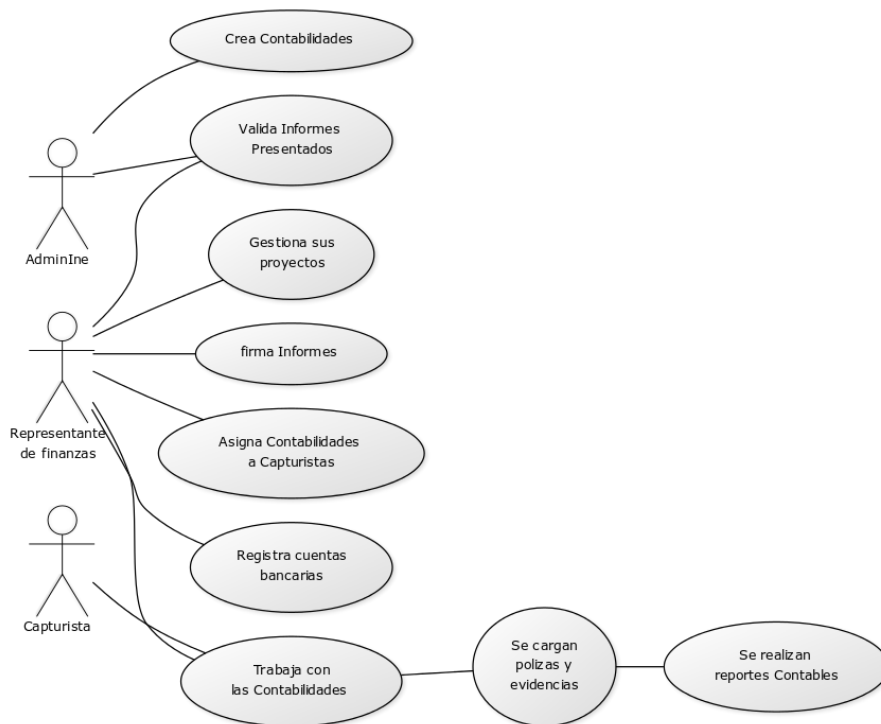 Crea Contabilidades
Valida Informes
Presentados
AdminIne
Gestiona sus
proyectos
firma Informes
Representante
de finanzas
Asigna Contabilidades
a Capturistas
Registra cuentas
bancarias
Capturista
Trabaja con
las Contabilidades
Se cargan
polizas y
evidencias
Se realizan
reportes Contables